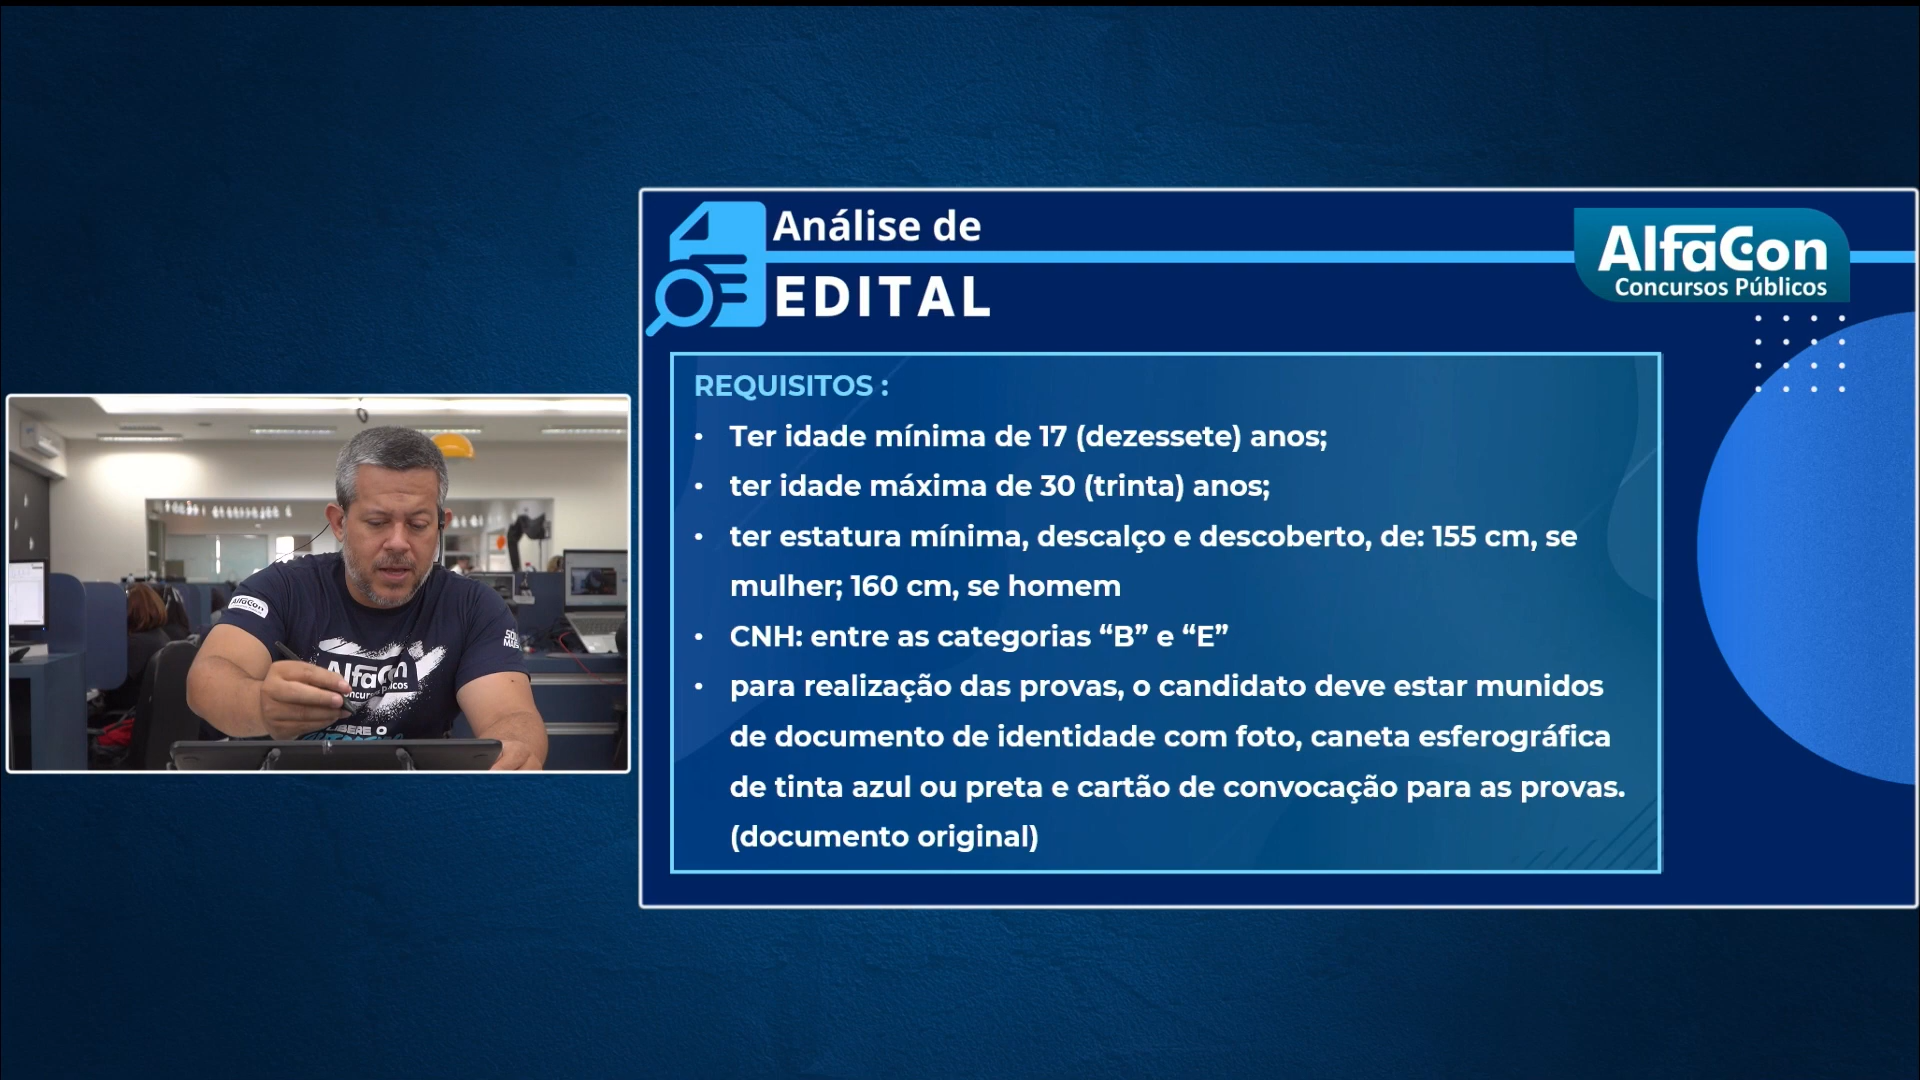 Análise de
EDITAL
AlfaCon
Concursos Públicos
REQUISITOS :
• Ter idade mínima de 17 (dezessete) anos;
• ter idade máxima de 30 (trinta) anos;
• ter estatura mínima, descalço e descoberto, de: 155 cm, se
mulher; 160 cm, se homem
• CNH: entre as categorias “B” e “E”
• para realização das provas, o candidato deve estar munidos
de documento de identidade com foto, caneta esferográfica
de tinta azul ou preta e cartão de convocação para as provas.
(documento original)
AlfaCon
AlfaCon